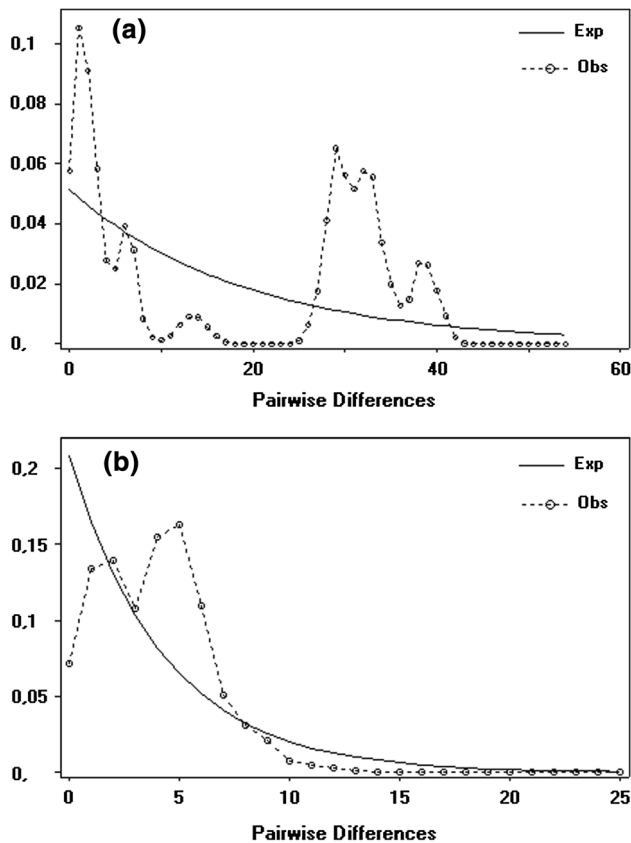 (a)
Exp
Obs
0,1
0,08
0,06
0,04
0,02
0,
0 20 40 60
Pairwise Differences
(b)
Exp
Obs
0,2
0,15
0,1
0,05
0,
0 5 10 15 20 25
Pairwise Differences